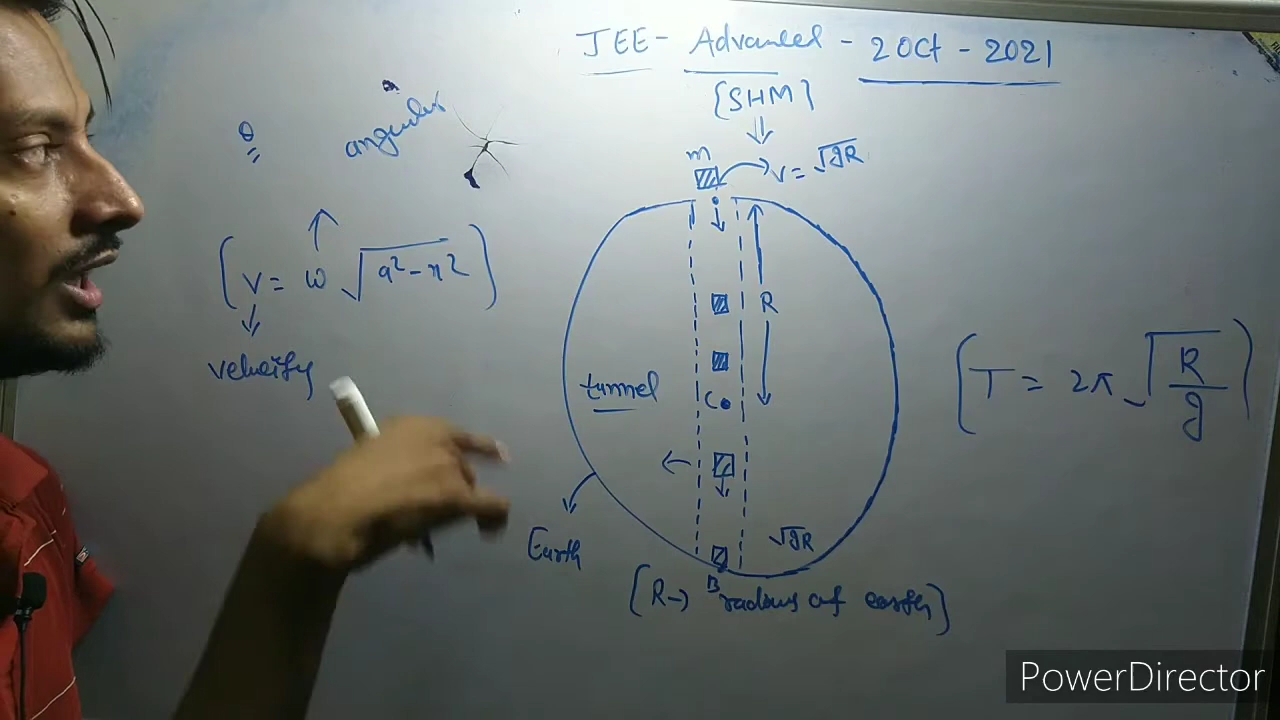 JEE - Advanced - 2 Oct - 2021
[SHM]
⇓
m
v = √gR
θ
angular
(v = ω √a² - x²)
velocity
R
tunnel
C
(T = 2π √R/g)
√gR
Earth
B
[R → radius of earth]
PowerDirector